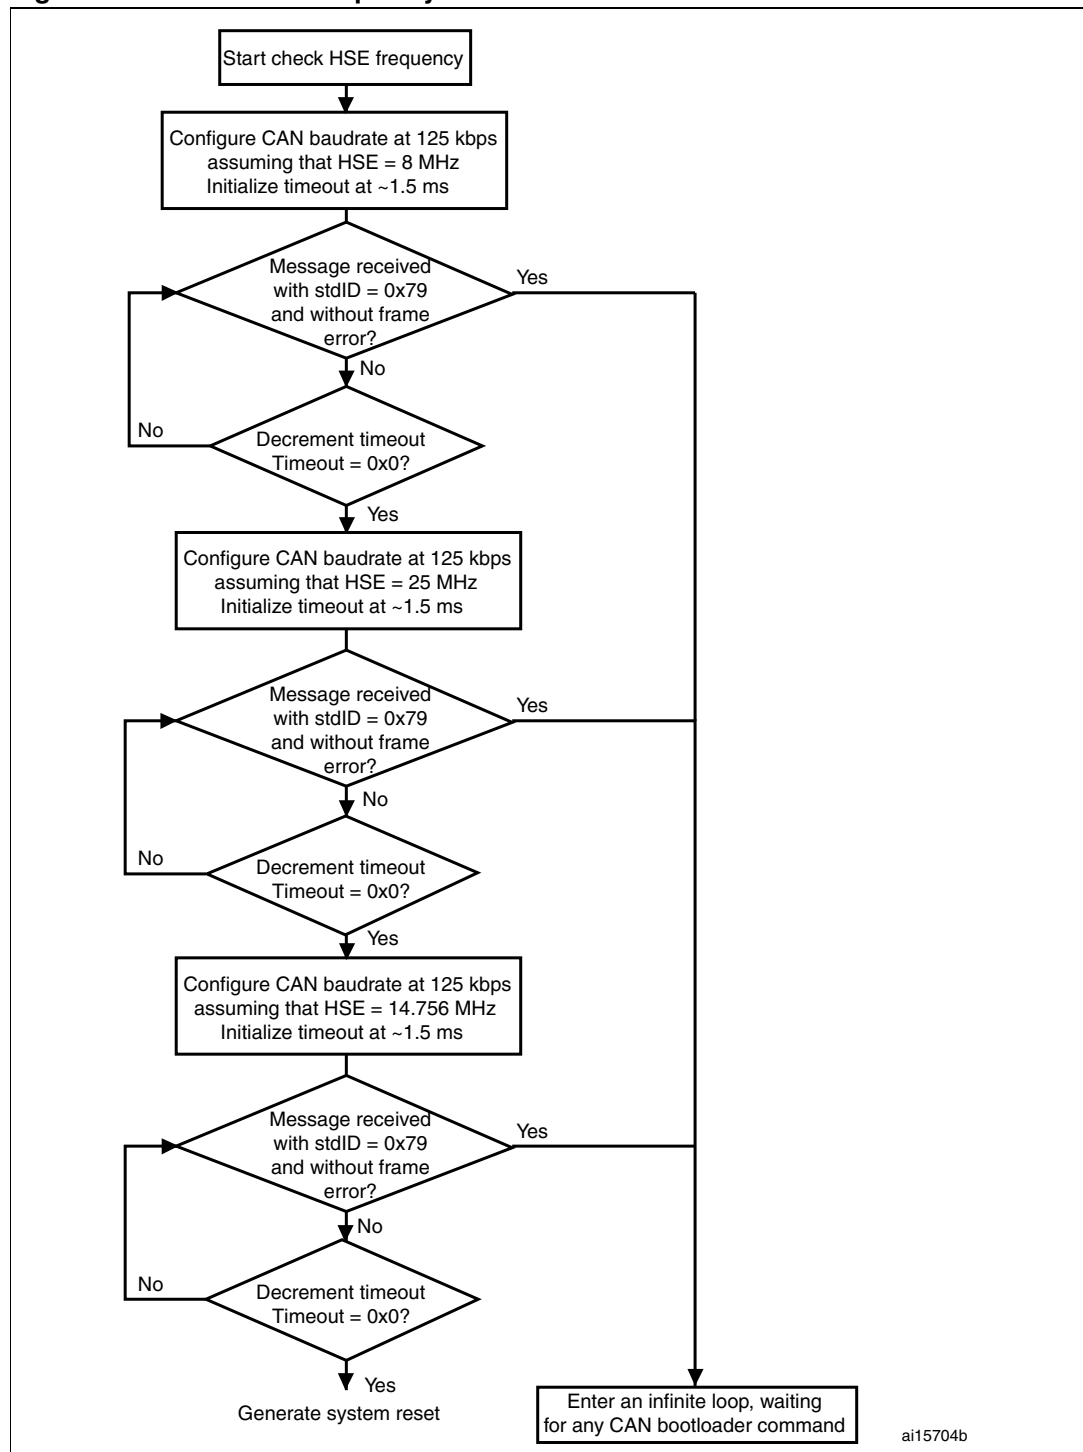 Start check HSE frequency
Configure CAN baudrate at 125 kbps
assuming that HSE = 8 MHz
Initialize timeout at ~1.5 ms
Message received
with stdID = 0x79
and without frame
error?
Yes
No
Decrement timeout
Timeout = 0x0?
No
Yes
Configure CAN baudrate at 125 kbps
assuming that HSE = 25 MHz
Initialize timeout at ~1.5 ms
Message received
with stdID = 0x79
and without frame
error?
Yes
No
Decrement timeout
Timeout = 0x0?
No
Yes
Configure CAN baudrate at 125 kbps
assuming that HSE = 14.756 MHz
Initialize timeout at ~1.5 ms
Message received
with stdID = 0x79
and without frame
error?
Yes
No
Decrement timeout
Timeout = 0x0?
No
Yes
Generate system reset
Enter an infinite loop, waiting
for any CAN bootloader command
ai15704b